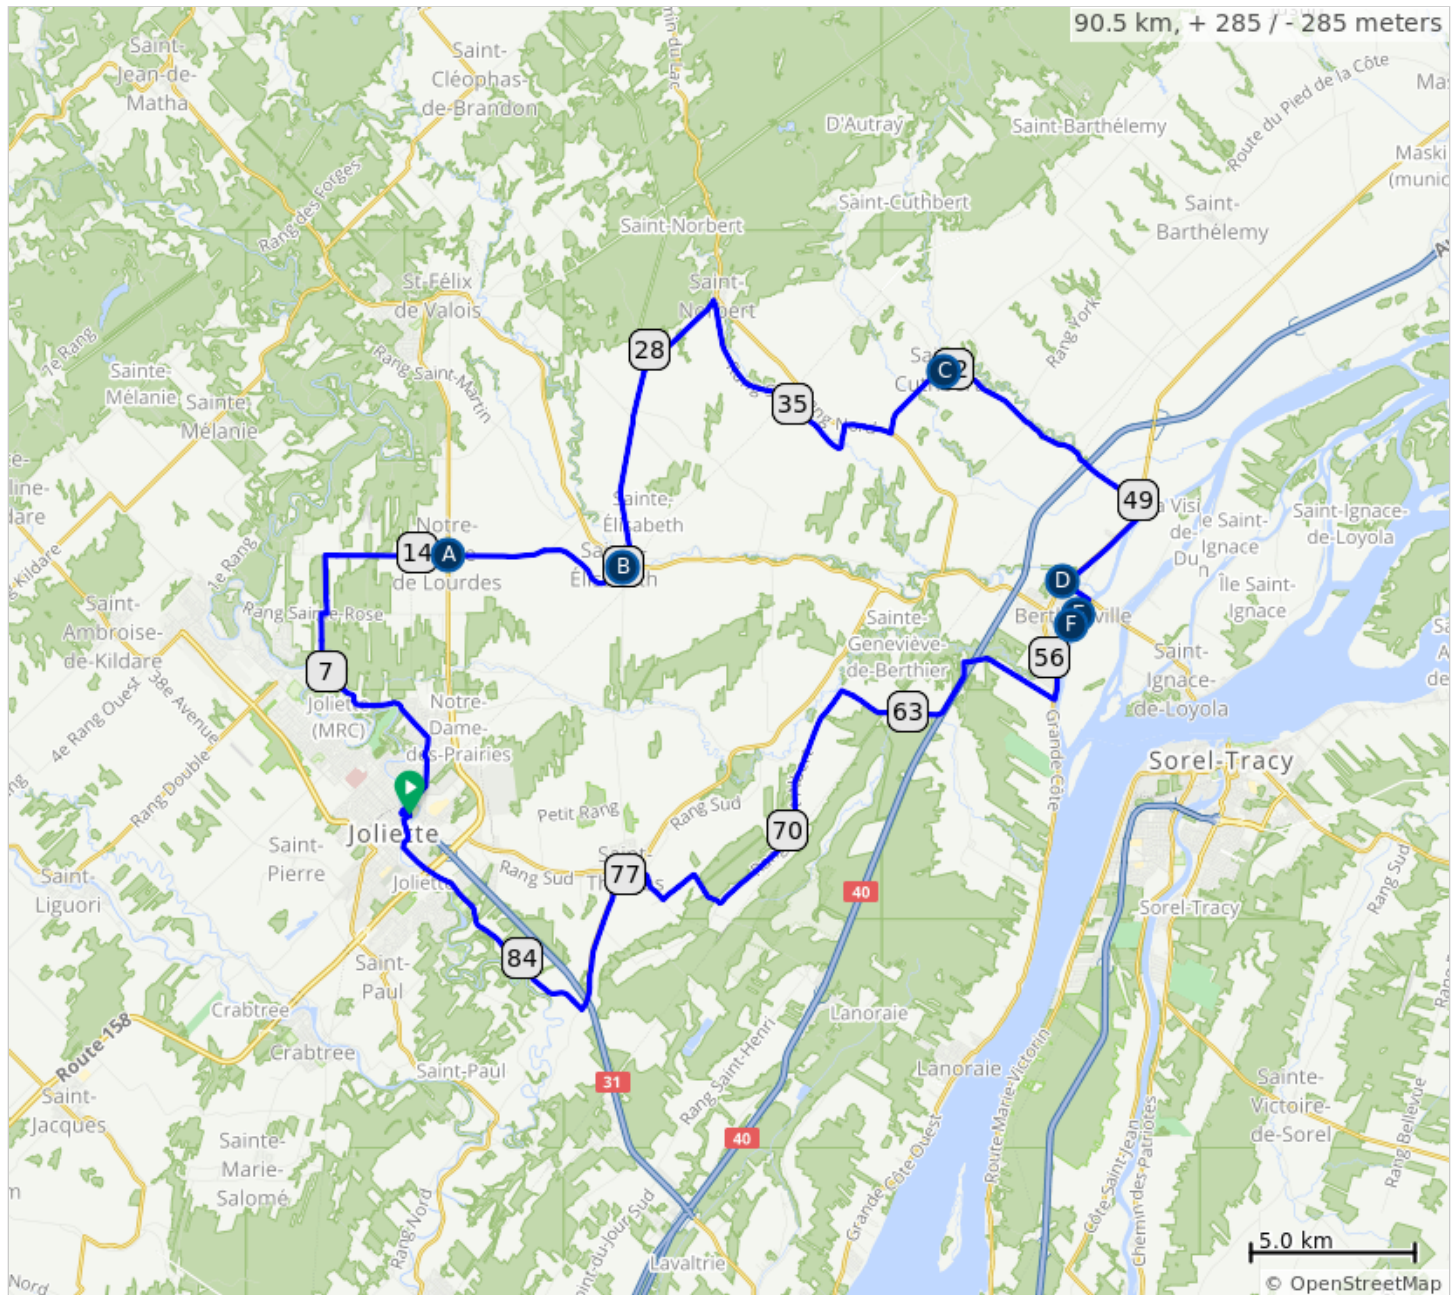 90.5 km, + 285 / - 285 meters
Saint-
Jean-de-
Matha
Saint-
Cléophas-
de-Brandon
D'Autray
Saint-Barthélemy
Route du Pied de la Côte
Rang des Forges
Saint-Norbert
Saint-Cuthbert
Saint-
Barthélemy
St-Félix
de Valois
Saint-
28
7e Rang
Rang Saint-Martin
Rang York
Sainte-
Mélanie
Sainte-
Mélanie
35
C
49
Sainte-
Élisabeth
Saint-Ignace-
de-Loyola
1e Rang
14
A
Notre-
de Lourdes
B
D
Île Saint-
Ignace
Saint-
Ambroise-
de-Kildare
F
Sainte-
Geneviève-
de-Berthier
7
56
Saint-
Ignace-
de-Loyola
38e Avenue
4e Rang Ouest
Joliette
(MRC)
Notre-
Dame-
des-Prairies
63
Grande Côte
Sorel-Tracy
Rang Double
Petit Rang
Rang Sud
70
Joliette
Saint-
Pierre
Joliette
Rang Sud
77
Saint-
Liguori
40
Sorel-Tracy
Rang Sud
84
Saint-
Paul
Crabtree
Lanoraie
Route 158
Crabtree
Saint-Paul
31
Rang Saint-Henri
Lanoraie
Route Marie-Victorin
Saint-
Jacques
40
Sainte-
Victoire-
de-Sorel
Sainte-
Marie-
Salomé
Rang Bellevue
Rang Nord
Grande Côte Ouest
Côte Saint-Jean
Chemin des Patriotes
Lavaltrie
5.0 km
© OpenStreetMap